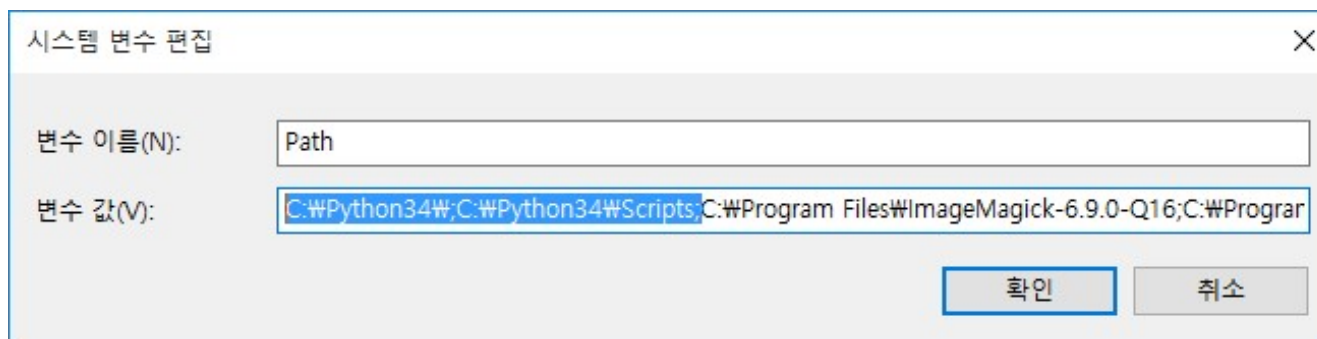 시스템 변수 편집
변수 이름(N): Path
변수 값(V): C:₩Python34₩;C:₩Python34₩Scripts;C:₩Program Files₩ImageMagick-6.9.0-Q16;C:₩Program
확인 취소